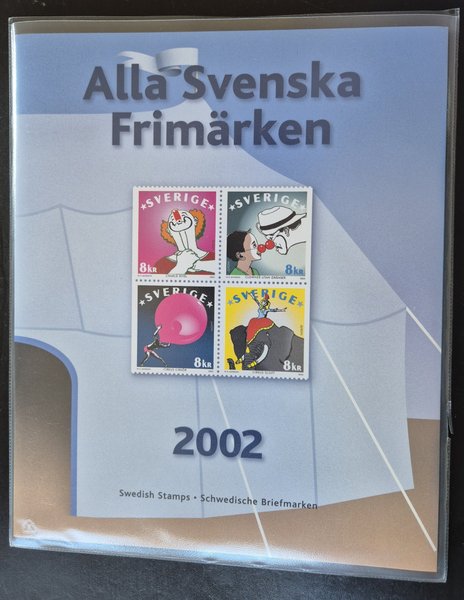 Alla Svenska
Frimärken
SVERIGE
8KR
SVERIGE
8KR
SVERIGE
8KR
SVERIGE
8KR
2002
Swedish Stamps • Schwedische Briefmarken